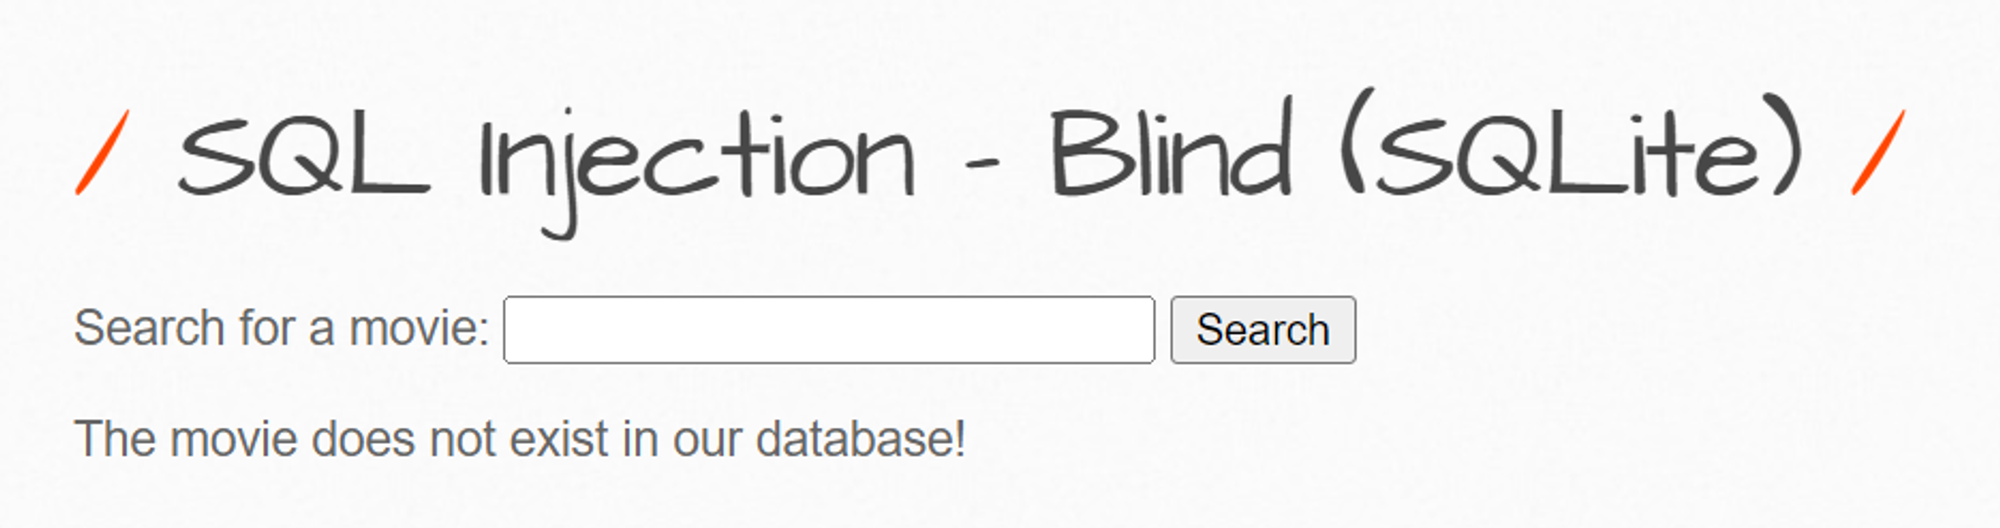 / SQL Injection - Blind (SQLite) /
Search for a movie: Search
The movie does not exist in our database!